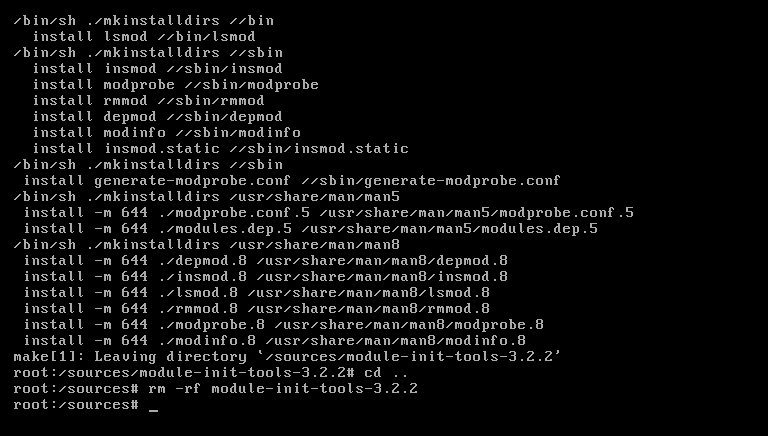 /bin/sh ./mkinstalldirs //bin
  install lsmod //bin/lsmod
/bin/sh ./mkinstalldirs //sbin
  install insmod //sbin/insmod
  install modprobe //sbin/modprobe
  install rmmod //sbin/rmmod
  install depmod //sbin/depmod
  install modinfo //sbin/modinfo
  install insmod.static //sbin/insmod.static
/bin/sh ./mkinstalldirs //sbin
 install generate-modprobe.conf //sbin/generate-modprobe.conf
/bin/sh ./mkinstalldirs /usr/share/man/man5
 install -m 644 ./modprobe.conf.5 /usr/share/man/man5/modprobe.conf.5
 install -m 644 ./modules.dep.5 /usr/share/man/man5/modules.dep.5
/bin/sh ./mkinstalldirs /usr/share/man/man8
 install -m 644 ./depmod.8 /usr/share/man/man8/depmod.8
 install -m 644 ./insmod.8 /usr/share/man/man8/insmod.8
 install -m 644 ./lsmod.8 /usr/share/man/man8/lsmod.8
 install -m 644 ./rmmod.8 /usr/share/man/man8/rmmod.8
 install -m 644 ./modprobe.8 /usr/share/man/man8/modprobe.8
 install -m 644 ./modinfo.8 /usr/share/man/man8/modinfo.8
make[1]: Leaving directory `/sources/module-init-tools-3.2.2'
root:/sources/module-init-tools-3.2.2# cd ..
root:/sources# rm -rf module-init-tools-3.2.2
root:/sources# _